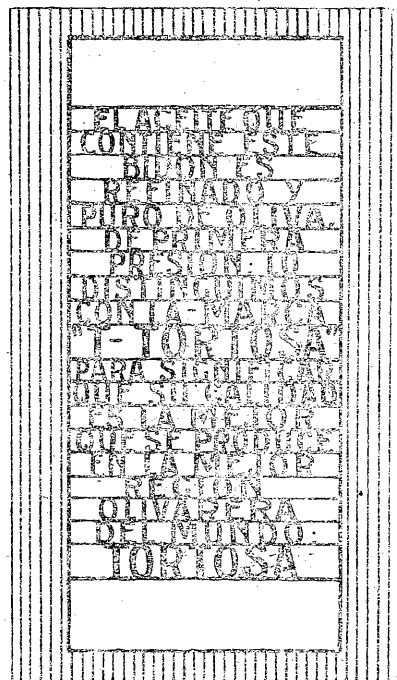 EL ACEITE QUE
CONTIENE ESTE
BIDON ES
REFINADO Y
PURO DE OLIVA,
DE PRIMERA
PRESION. LO
DISTINGUIMOS
CON LA MARCA
"T-TORTOSA"
PARA SIGNIFICAR
QUE SU CALIDAD
ES LA MEJOR
QUE SE PRODUCE
EN LA MEJOR
REGION
OLIVARERA
DEL MUNDO:
TORTOSA